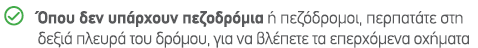 Όπου δεν υπάρχουν πεζοδρόμια ή πεζόδρομοι, περπατάτε στη
δεξιά πλευρά του δρόμου, για να βλέπετε τα επερχόμενα οχήματα